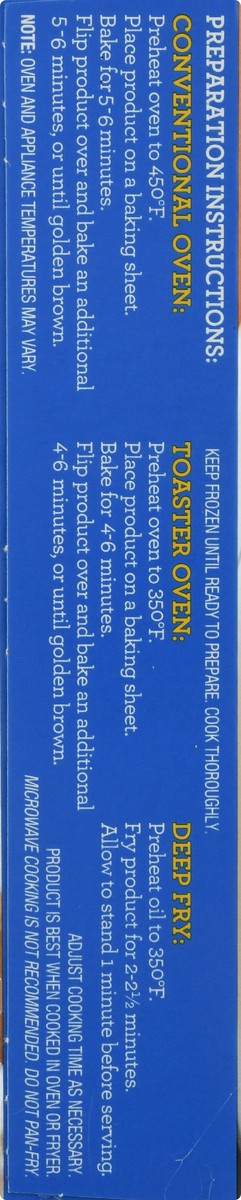 PREPARATION INSTRUCTIONS:
KEEP FROZEN UNTIL READY TO PREPARE. COOK THOROUGHLY.
CONVENTIONAL OVEN:
Preheat oven to 450°F.
Place product on a baking sheet.
Bake for 5-6 minutes.
Flip product over and bake an additional
5-6 minutes, or until golden brown.
NOTE: OVEN AND APPLIANCE TEMPERATURES MAY VARY.
TOASTER OVEN:
Preheat oven to 350°F.
Place product on a baking sheet.
Bake for 4-6 minutes.
Flip product over and bake an additional
4-6 minutes, or until golden brown.
DEEP FRY:
Preheat oil to 350°F.
Fry product for 2-2½ minutes.
Allow to stand 1 minute before serving.
ADJUST COOKING TIME AS NECESSARY.
PRODUCT IS BEST WHEN COOKED IN OVEN OR FRYER.
MICROWAVE COOKING IS NOT RECOMMENDED. DO NOT PAN-FRY.